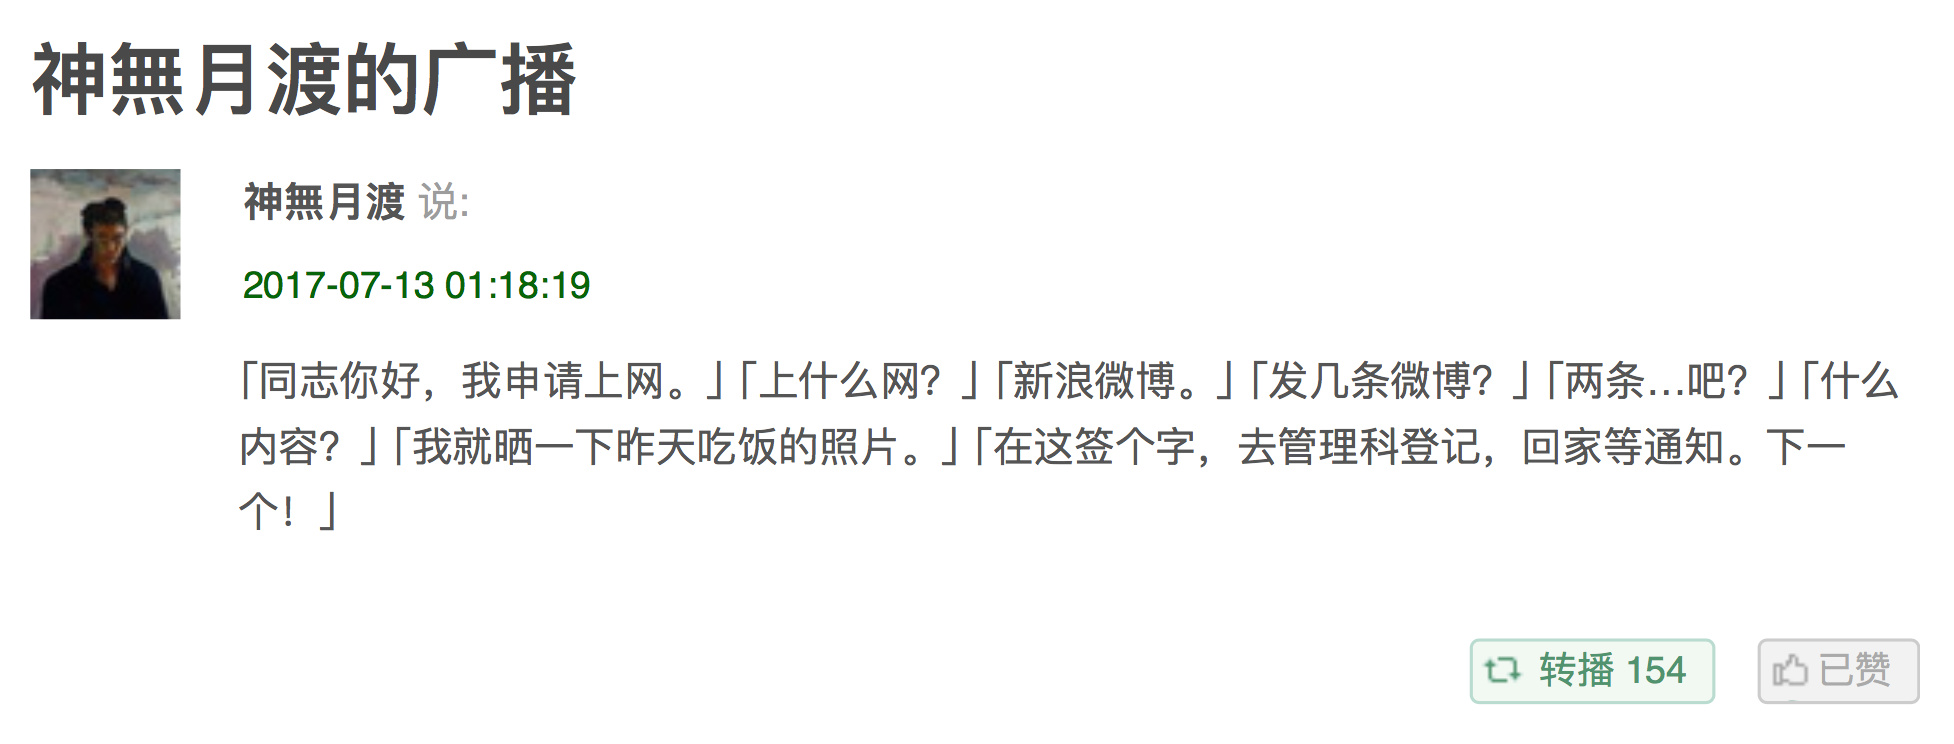 神無月渡的广播
神無月渡 说:
2017-07-13 01:18:19
「同志你好，我申请上网。」「上什么网？」「新浪微博。」「发几条微博？」「两条…吧？」「什么
内容？」「我就晒一下昨天吃饭的照片。」「在这签个字，去管理科登记，回家等通知。下一
个！」
转播 154
已赞